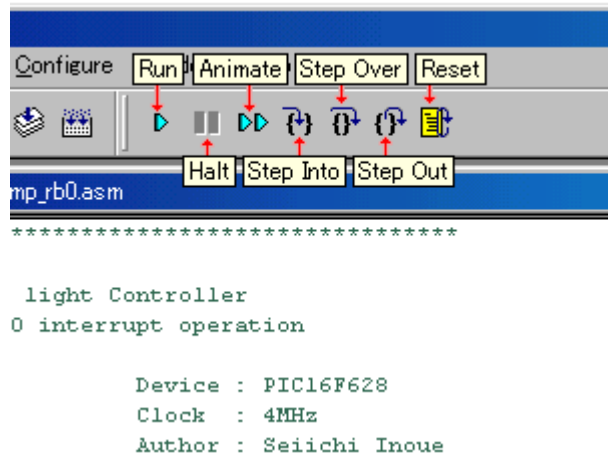 Configure
Run Animate Step Over Reset
Halt Step Into Step Out
mp_rb0.asm
********************************
light Controller
0 interrupt operation
Device : PIC16F628
Clock : 4MHz
Author : Seiichi Inoue